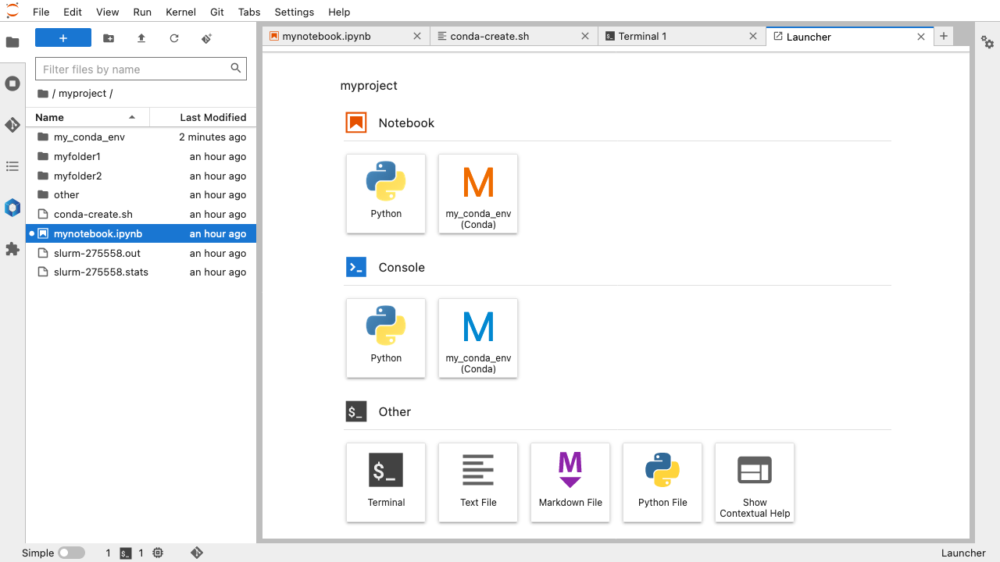 File Edit View Run Kernel Git Tabs Settings Help
mynotebook.ipynb conda-create.sh Terminal 1 Launcher
Filter files by name
/ myproject /
Name Last Modified
my_conda_env 2 minutes ago
myfolder1 an hour ago
myfolder2 an hour ago
other an hour ago
conda-create.sh an hour ago
mynotebook.ipynb an hour ago
slurm-275558.out an hour ago
slurm-275558.stats an hour ago
myproject
Notebook
Python
my_conda_env
(Conda)
Console
Python
my_conda_env
(Conda)
$_ Other
$_
Terminal
Text File
Markdown File
Python File
Show
Contextual Help
Simple 1 $_ 1 Launcher